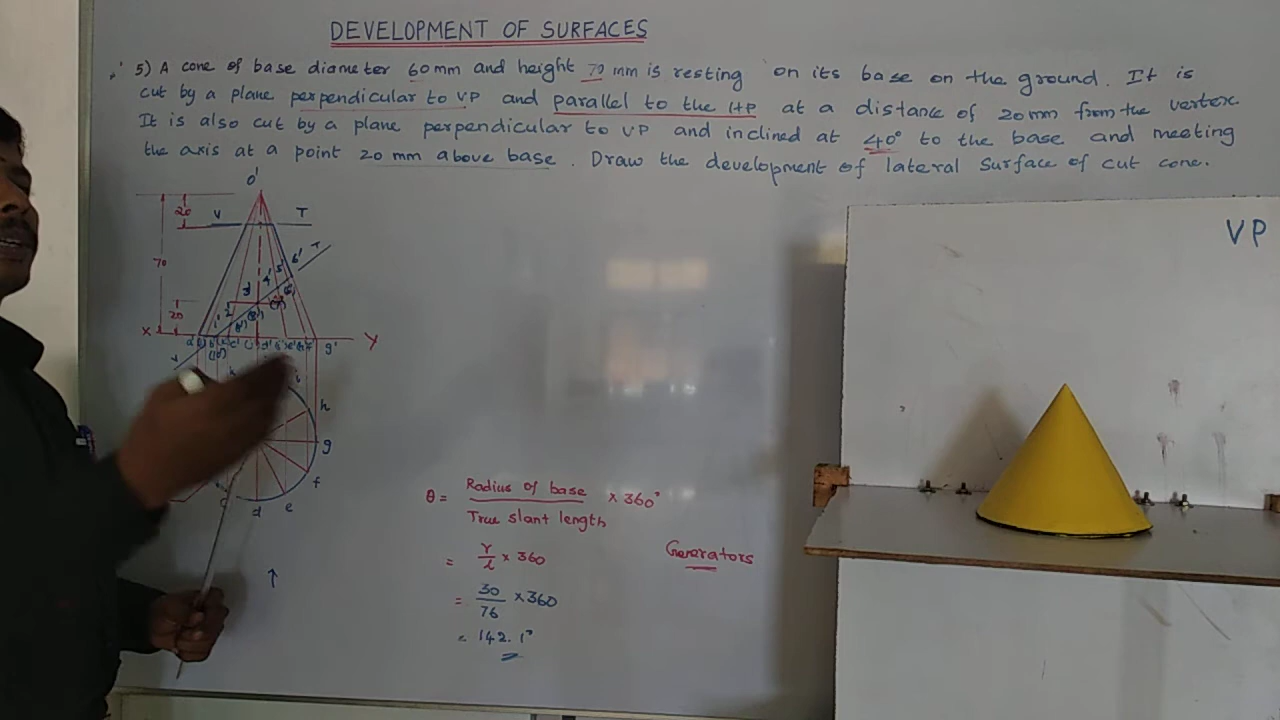 DEVELOPMENT OF SURFACES
5) A cone of base diameter 60mm and height 70 mm is resting on its base on the ground. It is
cut by a plane perpendicular to VP and parallel to the HP at a distance of 20mm from the vertex.
It is also cut by a plane perpendicular to VP and inclined at 40° to the base and meeting
the axis at a point 20 mm above base. Draw the development of lateral surface of cut cone.
O'
20
V T
T
6'
5'
4'
70
20
X Y
g'
h
g
f
e
d
θ = Radius of base × 360°
True slant length
= r/l × 360
Generators
= 30/76 × 360
= 142.1°
VP